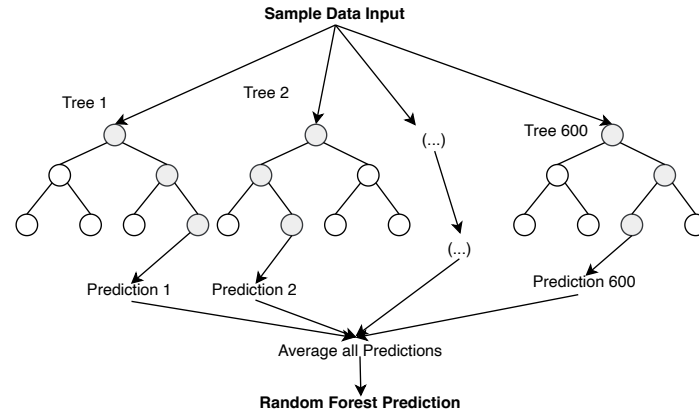 Sample Data Input
Tree 1
Tree 2
(...)
Tree 600
(...)
Prediction 1
Prediction 2
Prediction 600
Average all Predictions
Random Forest Prediction